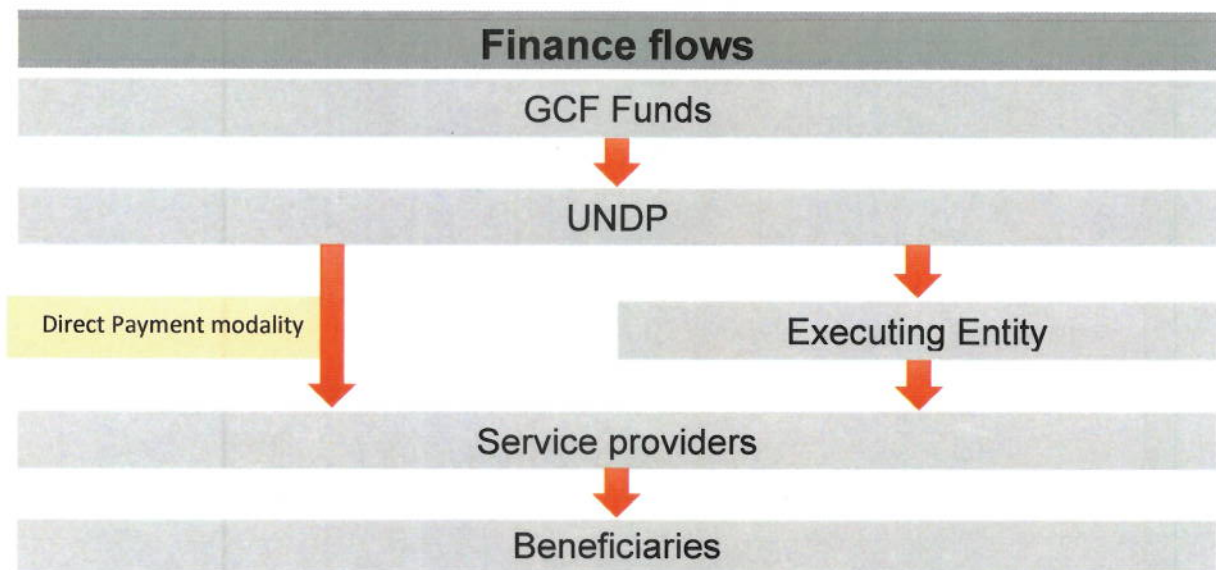 Finance flows
GCF Funds
UNDP
Direct Payment modality
Executing Entity
Service providers
Beneficiaries